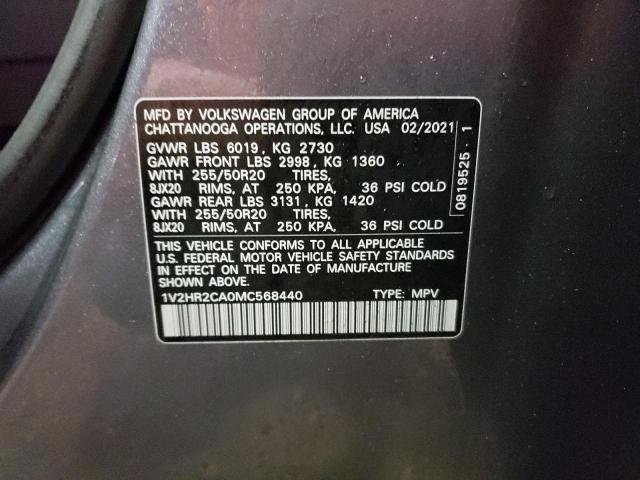 MFD BY VOLKSWAGEN GROUP OF AMERICA
CHATTANOOGA OPERATIONS, LLC. USA 02/2021
GVWR LBS 6019, KG 2730
GAWR FRONT LBS 2998, KG 1360
WITH 255/50R20 TIRES,
8JX20 RIMS, AT 250 KPA, 36 PSI COLD
GAWR REAR LBS 3131, KG 1420
WITH 255/50R20 TIRES,
8JX20 RIMS, AT 250 KPA, 36 PSI COLD
THIS VEHICLE CONFORMS TO ALL APPLICABLE
U.S. FEDERAL MOTOR VEHICLE SAFETY STANDARDS
IN EFFECT ON THE DATE OF MANUFACTURE
SHOWN ABOVE.
1V2HR2CA0MC568440 TYPE: MPV
0819525 1